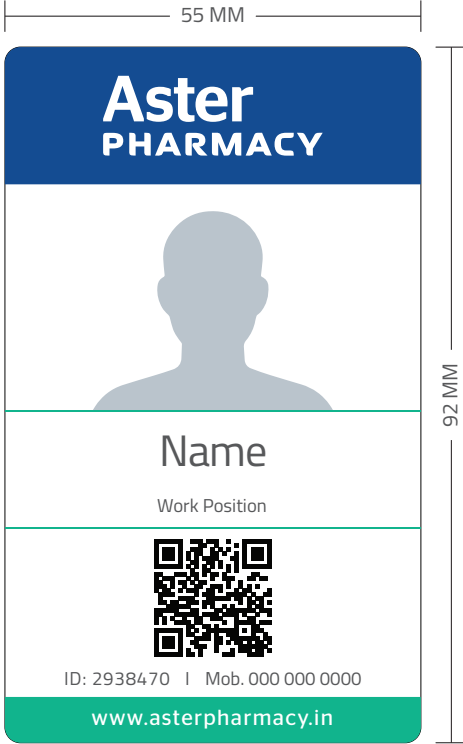 55 MM
Aster
PHARMACY
92 MM
Name
Work Position
ID: 2938470 I Mob. 000 000 0000
www.asterpharmacy.in